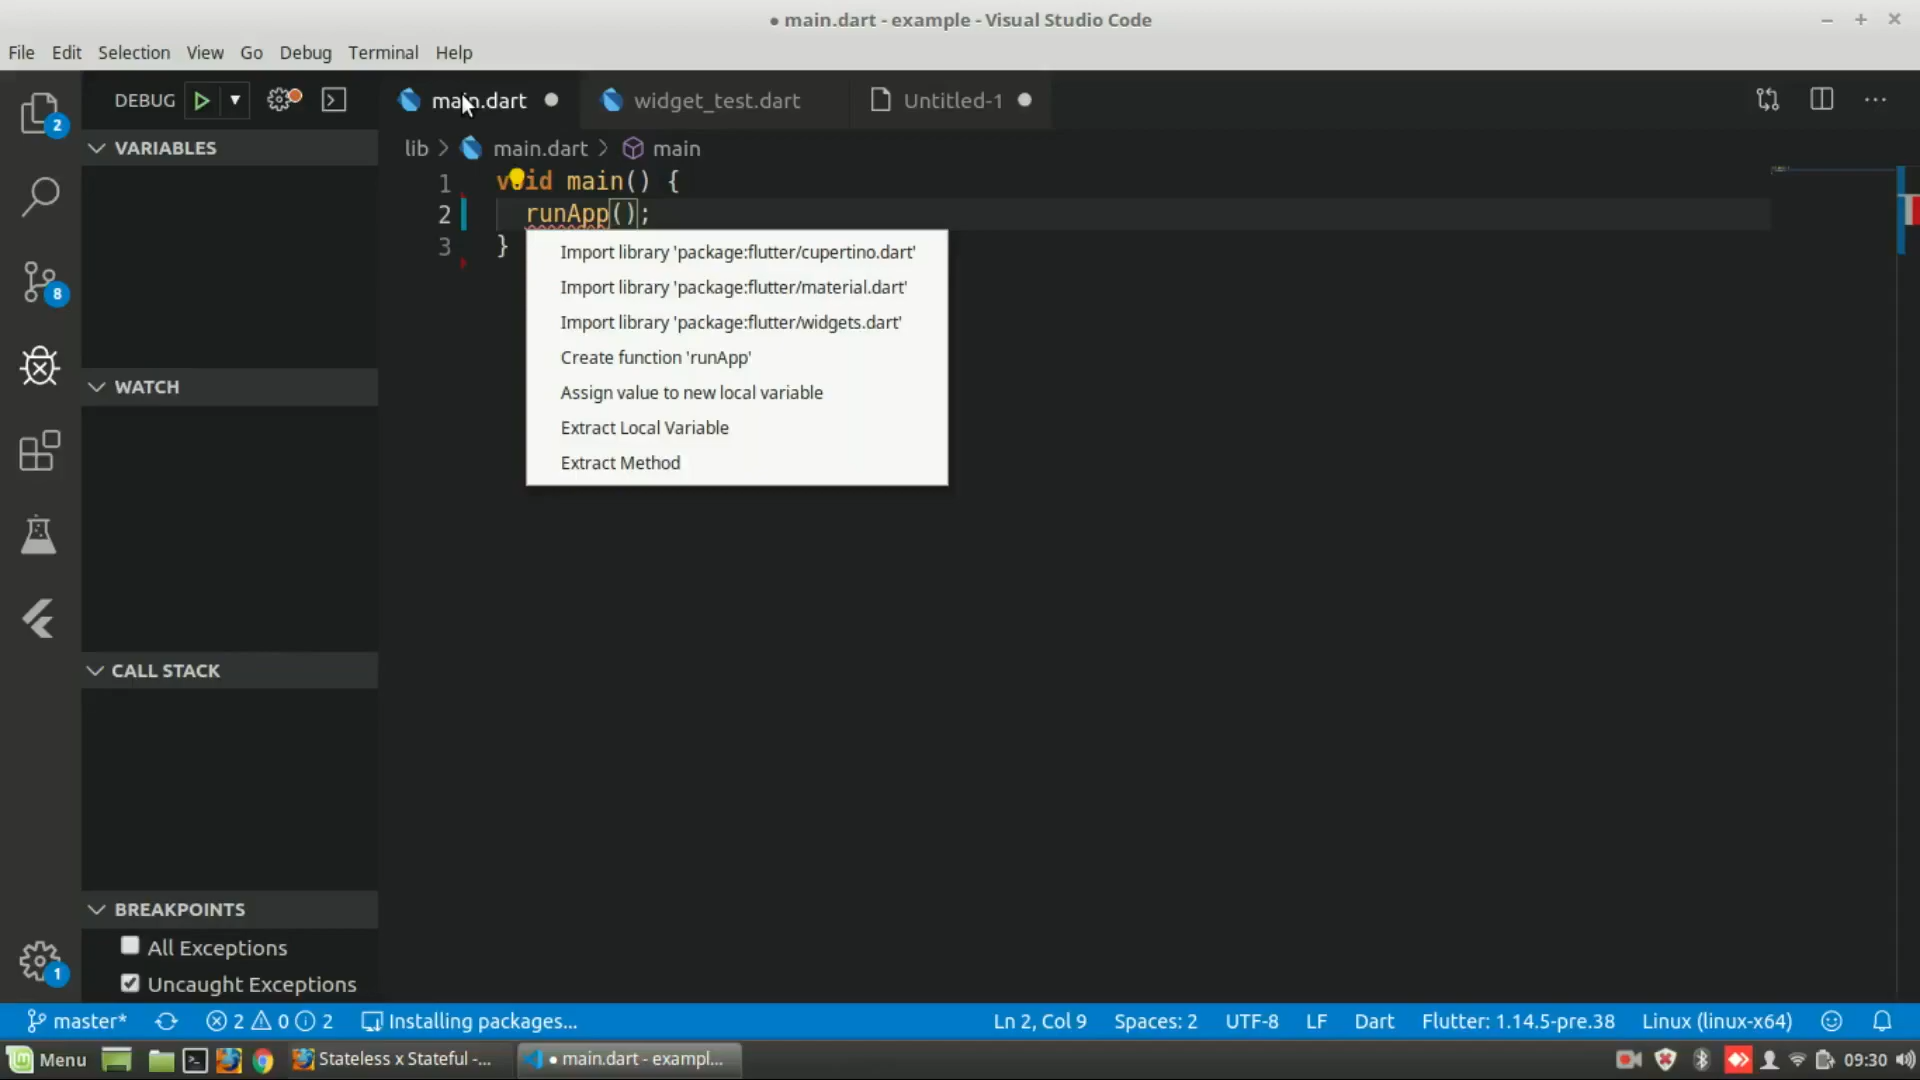 ● main.dart - example - Visual Studio Code
File Edit Selection View Go Debug Terminal Help
2
8
1
DEBUG
VARIABLES
WATCH
CALL STACK
BREAKPOINTS
All Exceptions
Uncaught Exceptions
main.dart ● widget_test.dart Untitled-1 ●
lib > main.dart > main
1 void main() {
2 runApp();
3 }
Import library 'package:flutter/cupertino.dart'
Import library 'package:flutter/material.dart'
Import library 'package:flutter/widgets.dart'
Create function 'runApp'
Assign value to new local variable
Extract Local Variable
Extract Method
master* 2 0 2 Installing packages... Ln 2, Col 9 Spaces: 2 UTF-8 LF Dart Flutter: 1.14.5-pre.38 Linux (linux-x64)
Menu Stateless x Stateful -... ● main.dart - exampl... 09:30